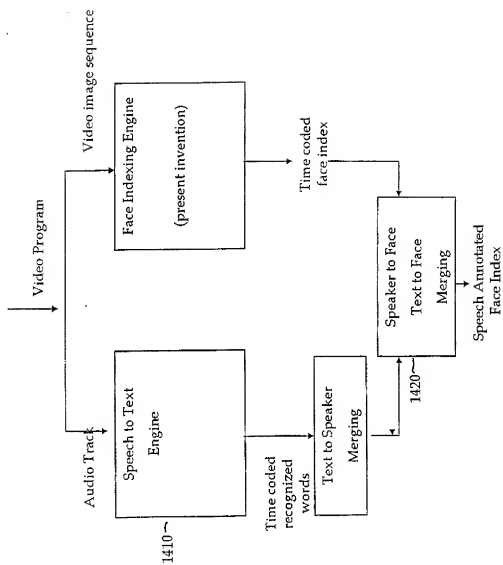 Video Program
Audio Track
Video image sequence
Speech to Text
Engine
1410
Face Indexing Engine
(present invention)
Time coded
recognized
words
Time coded
face index
Text to Speaker
Merging
Speaker to Face
Text to Face
Merging
1420
Speech Annotated
Face Index